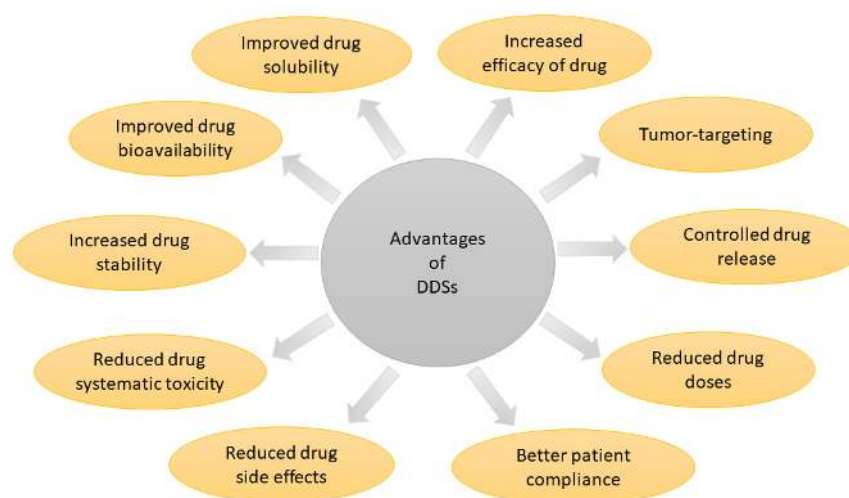 Improved drug
solubility
Increased
efficacy of drug
Improved drug
bioavailability
Tumor-targeting
Increased drug
stability
Advantages
of
DDSs
Controlled drug
release
Reduced drug
systematic toxicity
Reduced drug
doses
Reduced drug
side effects
Better patient
compliance